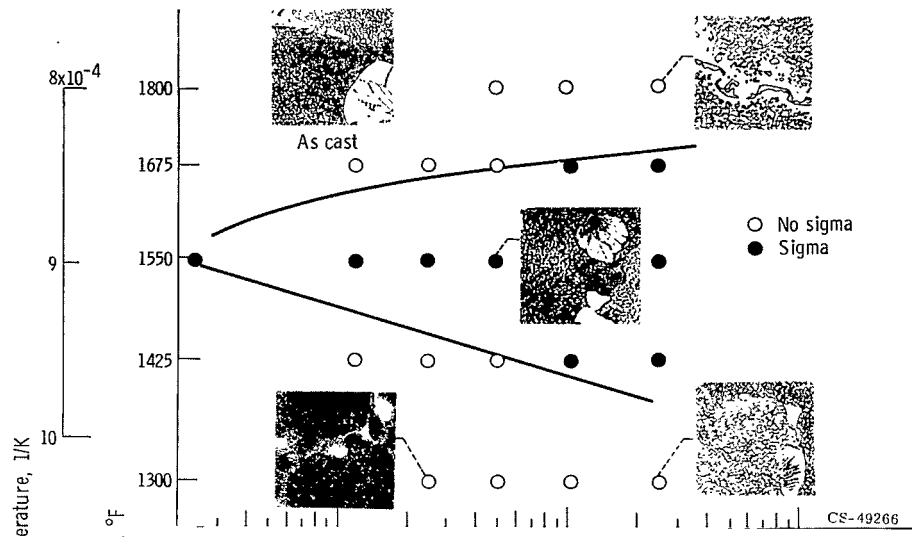 8x10⁻⁴
1800
As cast
1675
○ No sigma
● Sigma
9
1550
1425
10
1300
erature, 1/K
°F
CS-49266